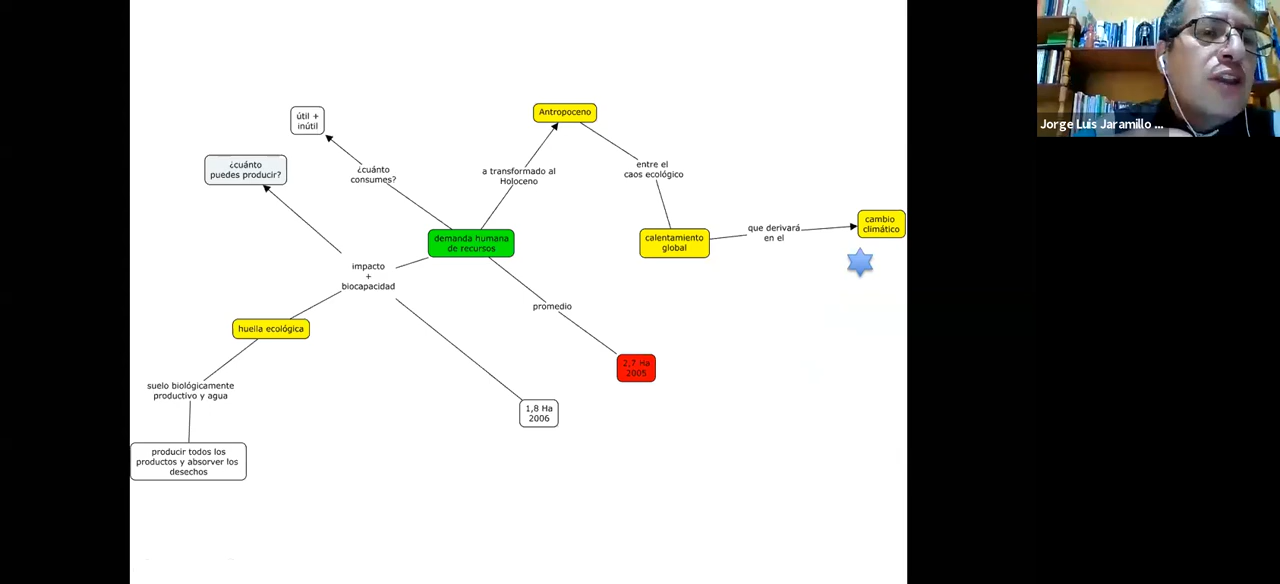 útil +
inútil
Antropoceno
¿cuánto
puedes producir?
¿cuánto
consumes?
a transformado al
Holoceno
entre el
caos ecológico
demanda humana
de recursos
calentamiento
global
que derivará
en el
cambio
climático
impacto
+
biocapacidad
promedio
huella ecológica
2,7 Ha
2005
suelo biológicamente
productivo y agua
1,8 Ha
2006
producir todos los
productos y absorver los
desechos
Jorge Luis Jaramillo ...